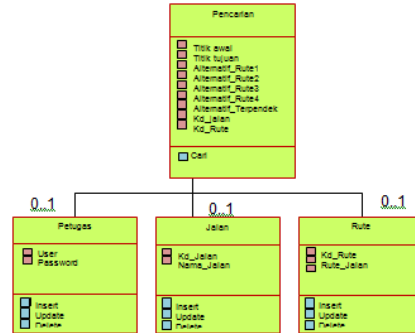 Pencarian
Titik awal
Titik tujuan
Alternatif_Rute1
Alternatif_Rute2
Alternatif_Rute3
Alternatif_Rute4
Alternatif_Terpendek
Kd_jalan
Kd_Rute
Cari
0..1
0..1
0..1
Petugas
User
Password
Insert
Update
Delete
Jalan
Kd_Jalan
Nama_Jalan
Insert
Update
Delete
Rute
Kd_Rute
Rute_Jalan
Insert
Update
Delete